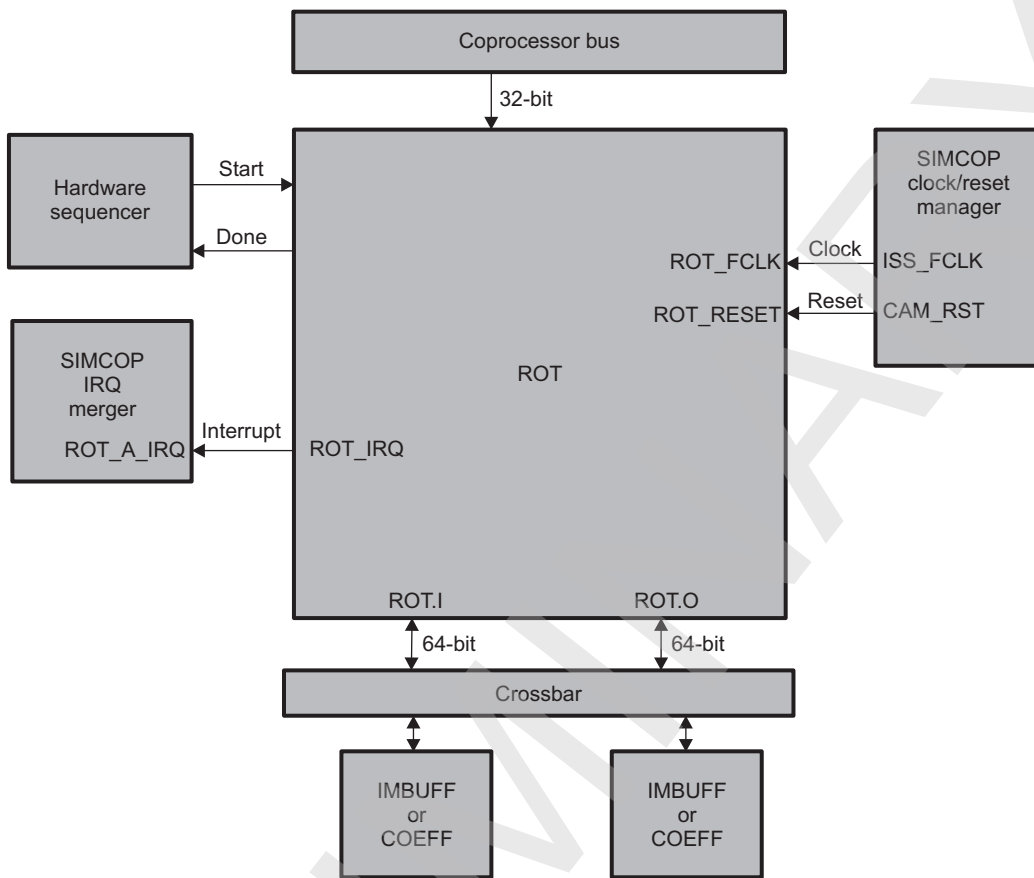 Coprocessor bus
32-bit
Hardware
sequencer
Start
Done
SIMCOP
clock/reset
manager
ROT_FCLK
Clock
ISS_FCLK
ROT_RESET
Reset
CAM_RST
SIMCOP
IRQ
merger
ROT_A_IRQ
Interrupt
ROT_IRQ
ROT
ROT.I
ROT.O
64-bit
64-bit
Crossbar
IMBUFF
or
COEFF
IMBUFF
or
COEFF